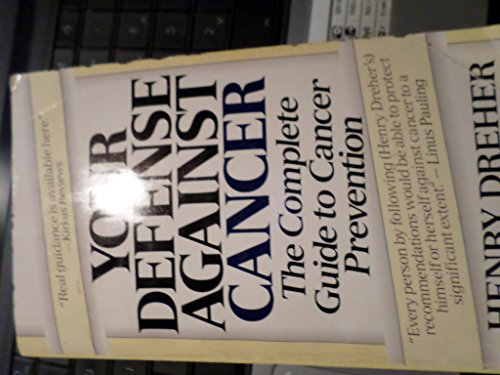 "Real guidance is available here."
—Kirkus Reviews
YOUR
DEFENSE
AGAINST
CANCER
The Complete
Guide to Cancer
Prevention
"Every person by following (Henry Dreher's)
recommendations would be able to protect
himself or herself against cancer to a
significant extent." — Linus Pauling
HENRY DREHER